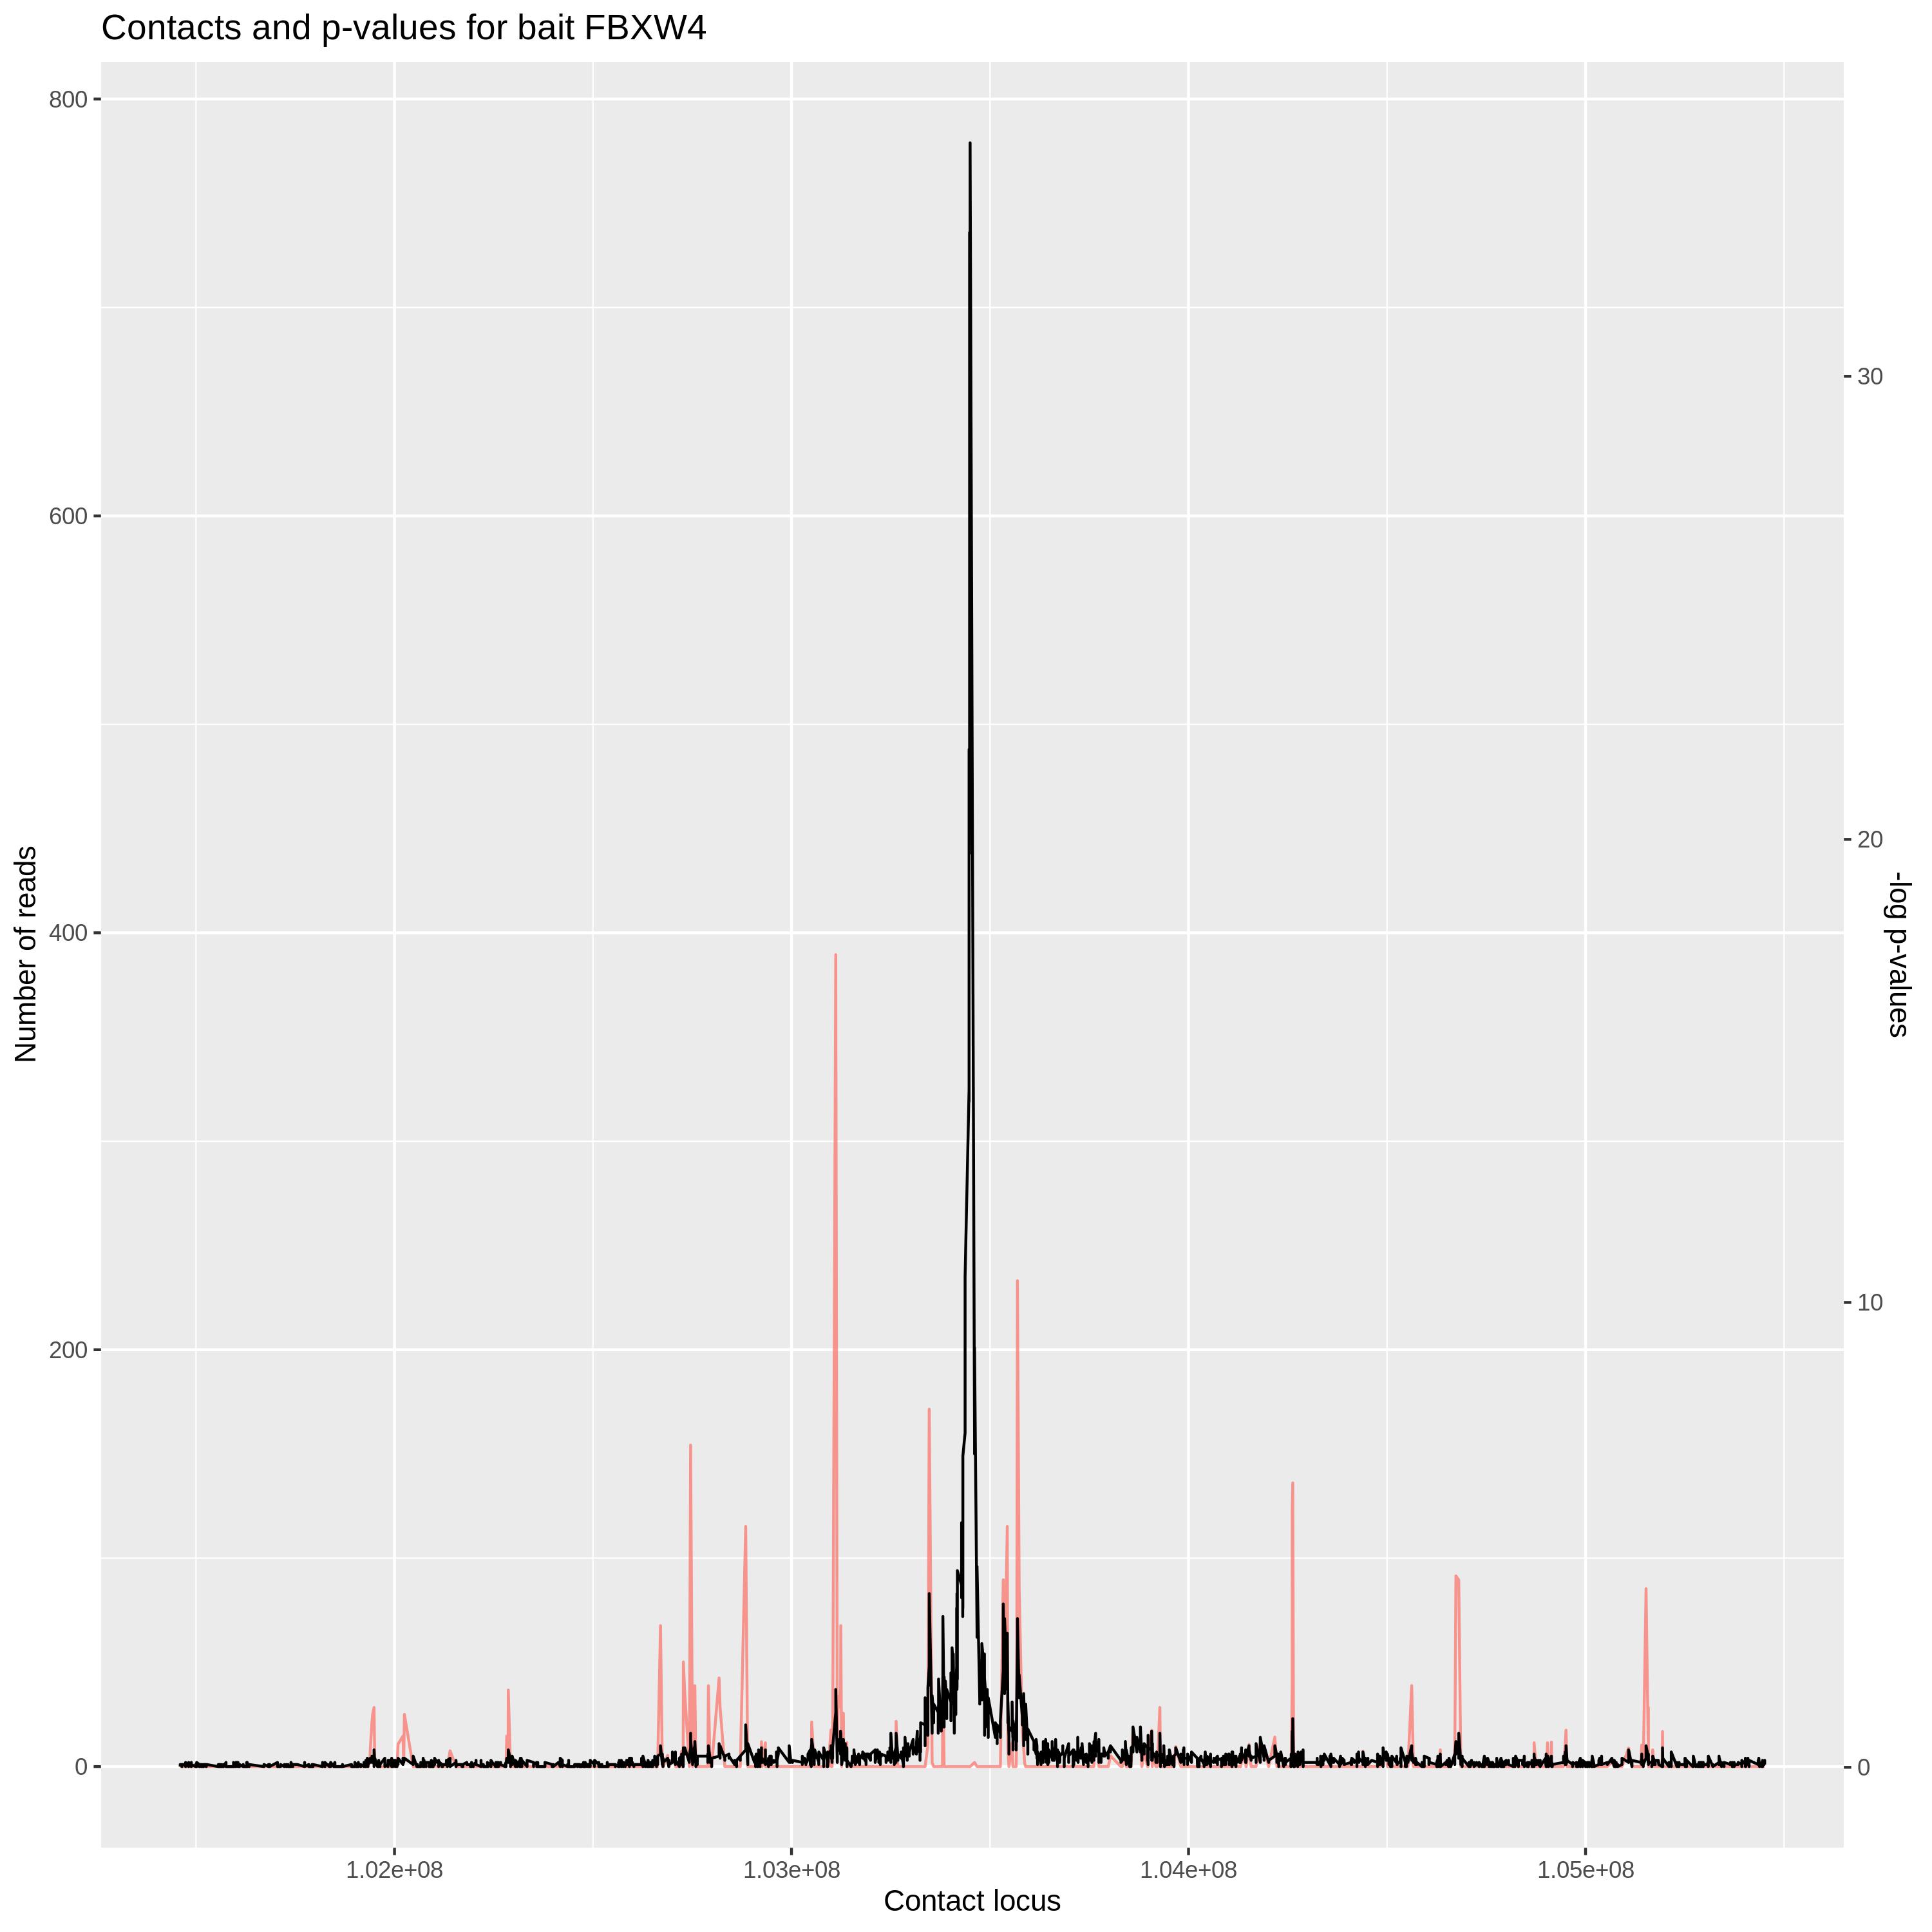 Contacts and p-values for bait FBXW4
800
600
400
200
0
Number of reads
30
20
10
0
-log p-values
1.02e+08
1.03e+08
1.04e+08
1.05e+08
Contact locus